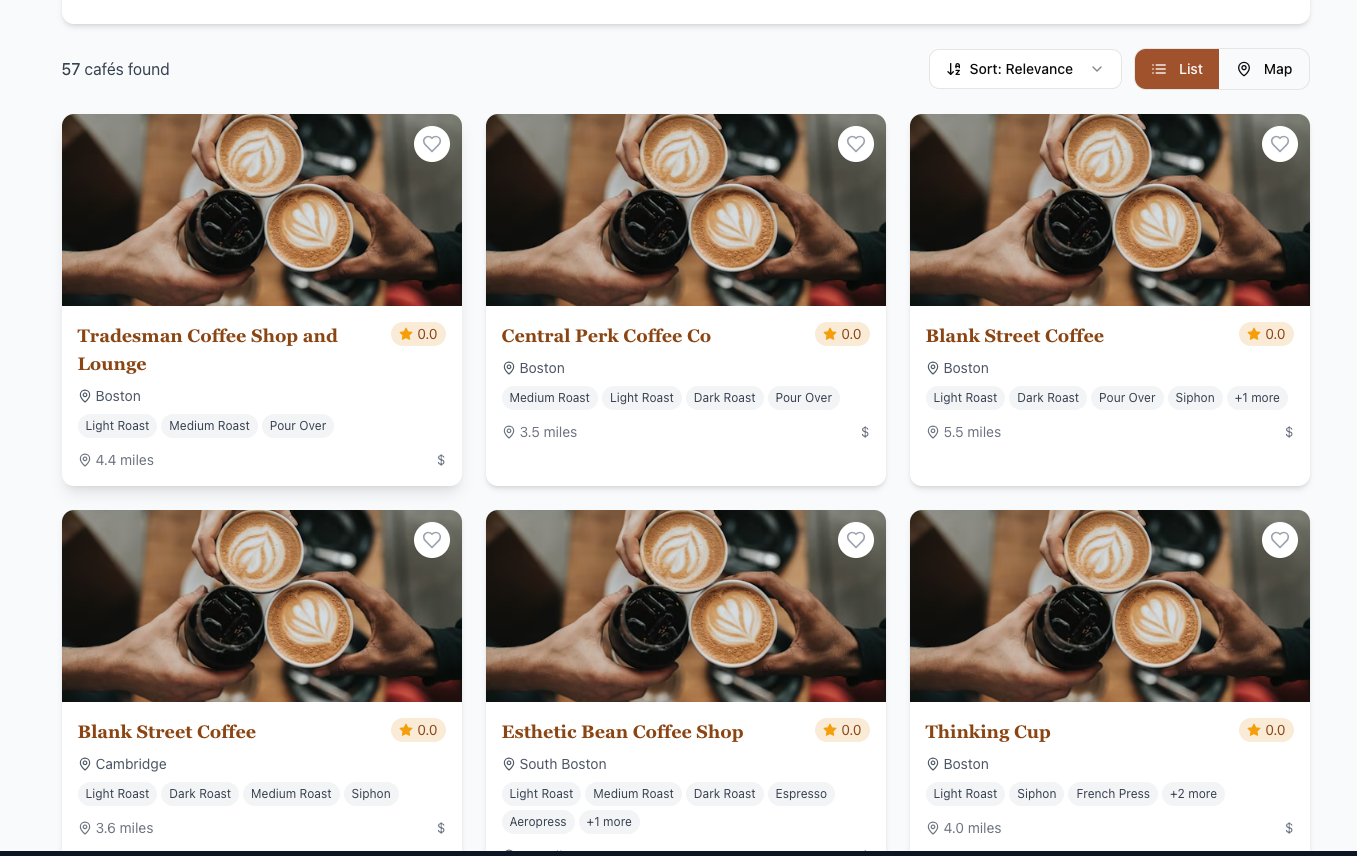 57 cafés found
Sort: Relevance
List
Map
Tradesman Coffee Shop and
Lounge
0.0
Boston
Light Roast Medium Roast Pour Over
4.4 miles $
Central Perk Coffee Co
0.0
Boston
Medium Roast Light Roast Dark Roast Pour Over
3.5 miles $
Blank Street Coffee
0.0
Boston
Light Roast Dark Roast Pour Over Siphon +1 more
5.5 miles $
Blank Street Coffee
0.0
Cambridge
Light Roast Dark Roast Medium Roast Siphon
3.6 miles $
Esthetic Bean Coffee Shop
0.0
South Boston
Light Roast Medium Roast Dark Roast Espresso
Aeropress +1 more
Thinking Cup
0.0
Boston
Light Roast Siphon French Press +2 more
4.0 miles $